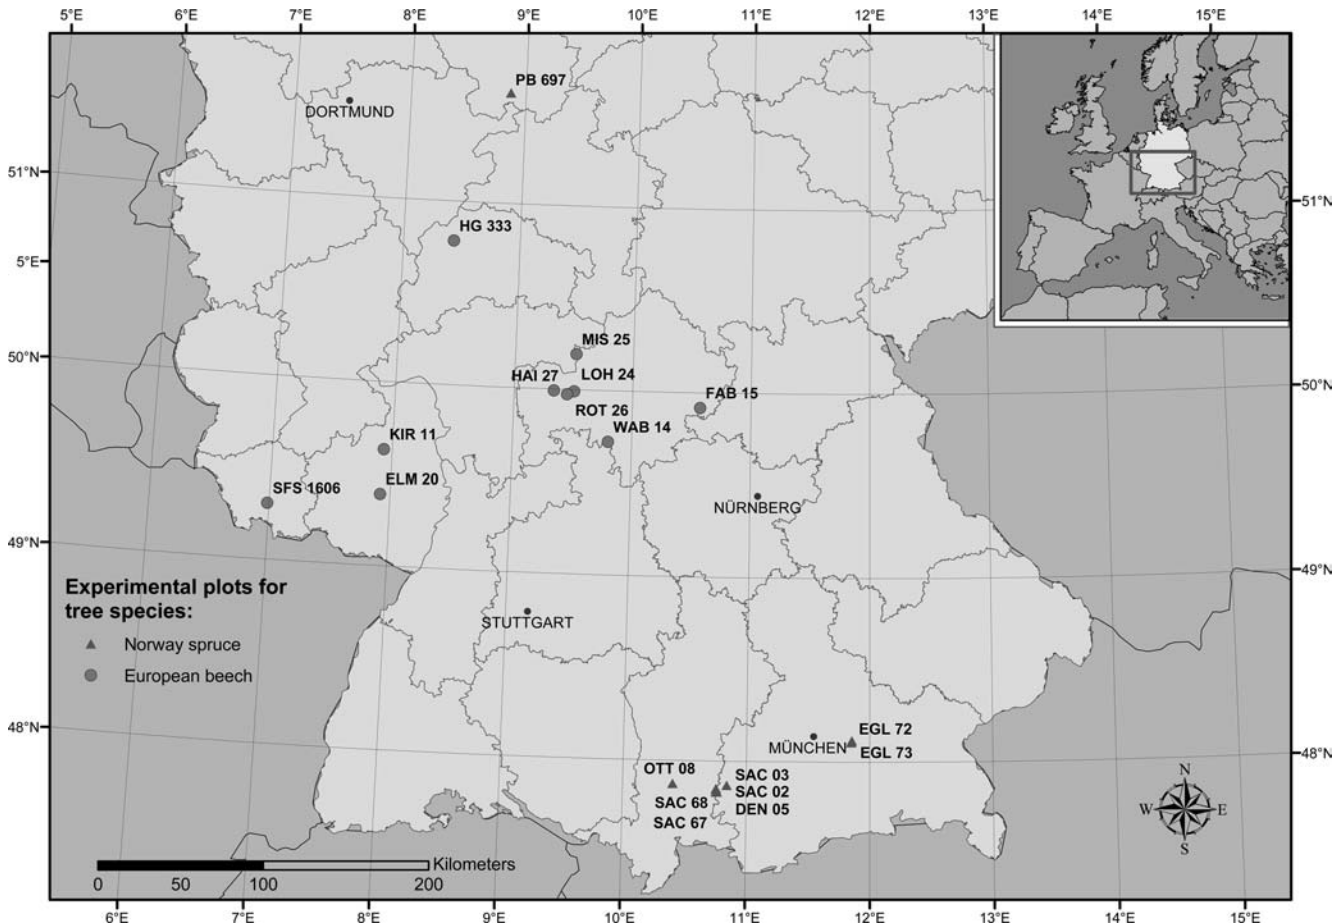 5°E 6°E 7°E 8°E 9°E 10°E 11°E 12°E 13°E 14°E 15°E
PB 697
DORTMUND
51°N
51°N
HG 333
5°E
MIS 25
50°N
50°N
HAI 27
LOH 24
FAB 15
ROT 26
WAB 14
KIR 11
ELM 20
SFS 1606
NÜRNBERG
49°N
49°N
Experimental plots for
tree species:
Norway spruce
European beech
STUTTGART
48°N
48°N
EGL 72
MÜNCHEN
EGL 73
OTT 08
SAC 03
SAC 68
SAC 02
SAC 67
DEN 05
N
W E
S
Kilometers
0 50 100 200
6°E 7°E 8°E 9°E 10°E 11°E 12°E 13°E 14°E 15°E